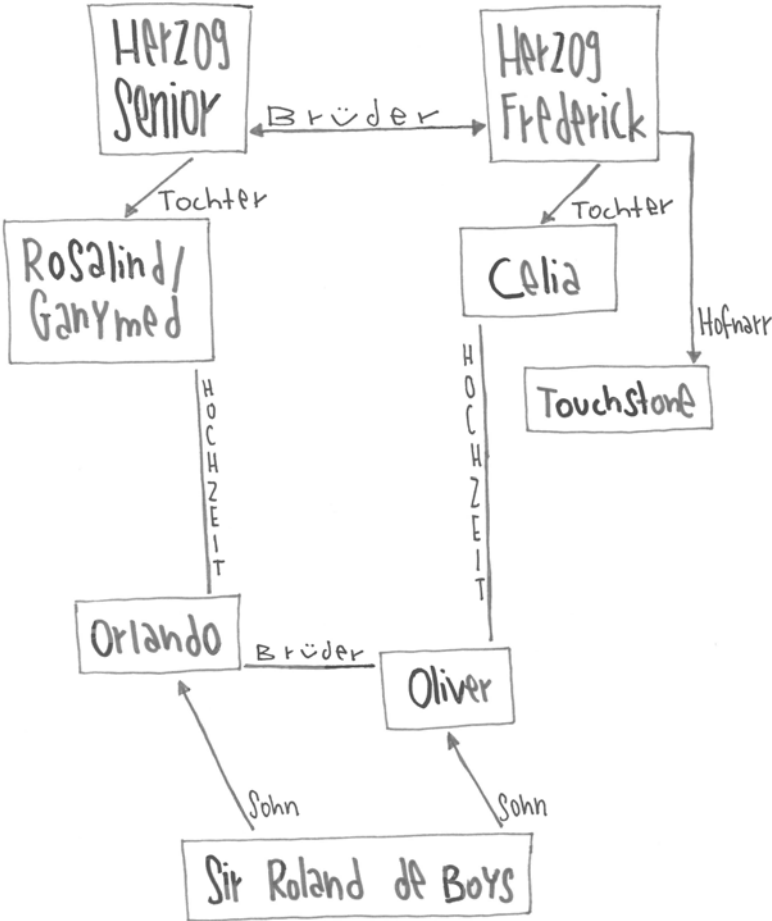 Herzog
Senior
Brüder
Herzog
Frederick
Tochter
Tochter
Rosalind/
Ganymed
Celia
Hofnarr
Touchstone
HOCHZEIT
HOCHZEIT
Orlando
Brüder
Oliver
Sohn
Sohn
Sir Roland de Boys